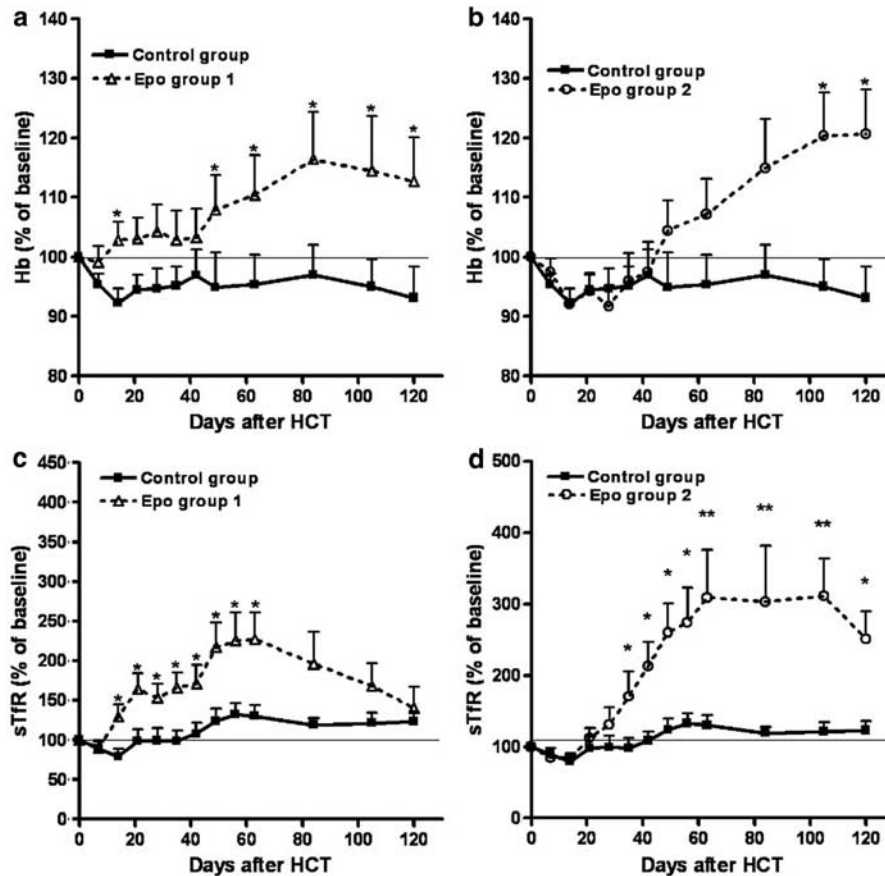 a
140
130
120
110
100
90
80
Hb (% of baseline)
Control group
Epo group 1
* * * * * *
0 20 40 60 80 100 120
Days after HCT
b
140
130
120
110
100
90
80
Hb (% of baseline)
Control group
Epo group 2
* *
0 20 40 60 80 100 120
Days after HCT
c
450
400
350
300
250
200
150
100
50
0
sTfR (% of baseline)
Control group
Epo group 1
* * * * * * * *
0 20 40 60 80 100 120
Days after HCT
d
500
400
300
200
100
0
sTfR (% of baseline)
Control group
Epo group 2
* * * * ** ** ** *
0 20 40 60 80 100 120
Days after HCT